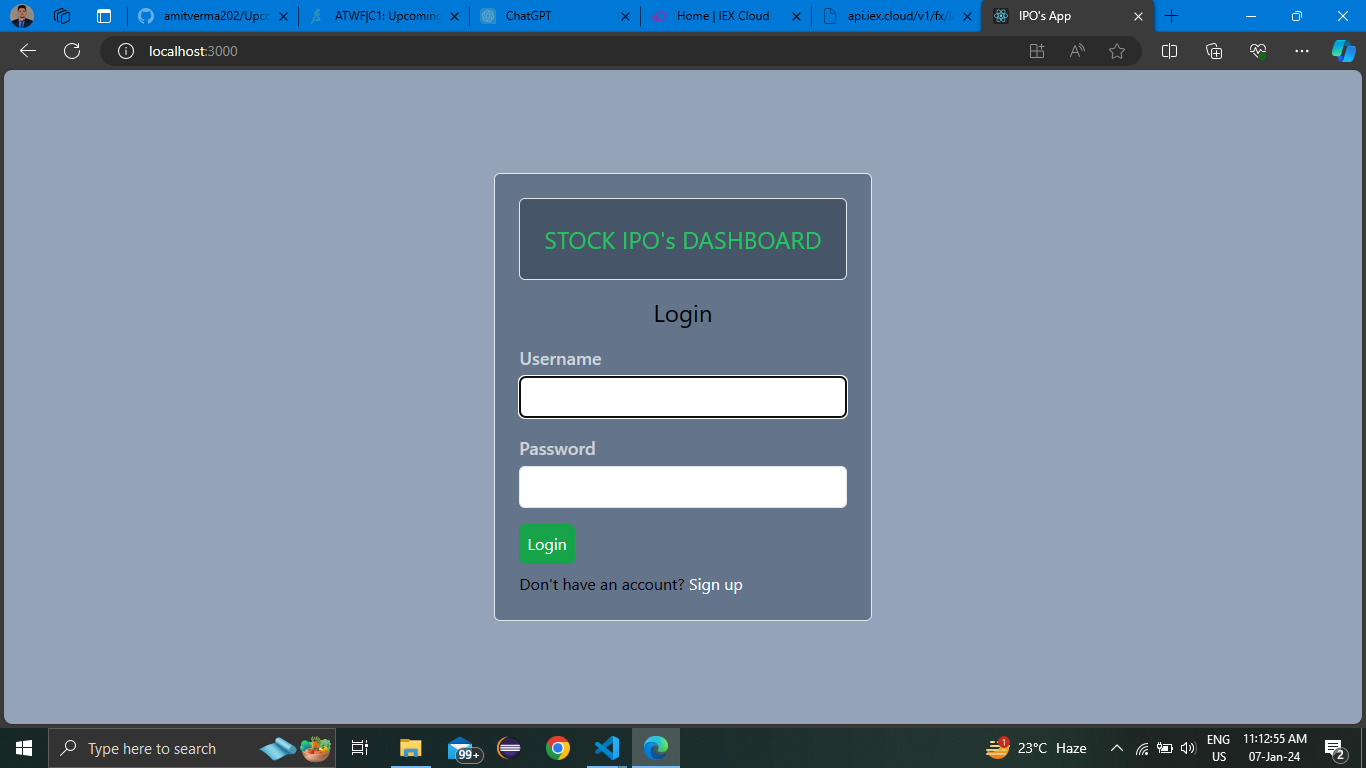 amitverma202/Upco
ATWF|C1: Upcoming
ChatGPT
Home | IEX Cloud
api.iex.cloud/v1/fx/l
IPO's App
localhost:3000
STOCK IPO's DASHBOARD
Login
Username
Password
Login
Don't have an account? Sign up
Type here to search
99+
1
23°C Haze
ENG
US
11:12:55 AM
07-Jan-24
2